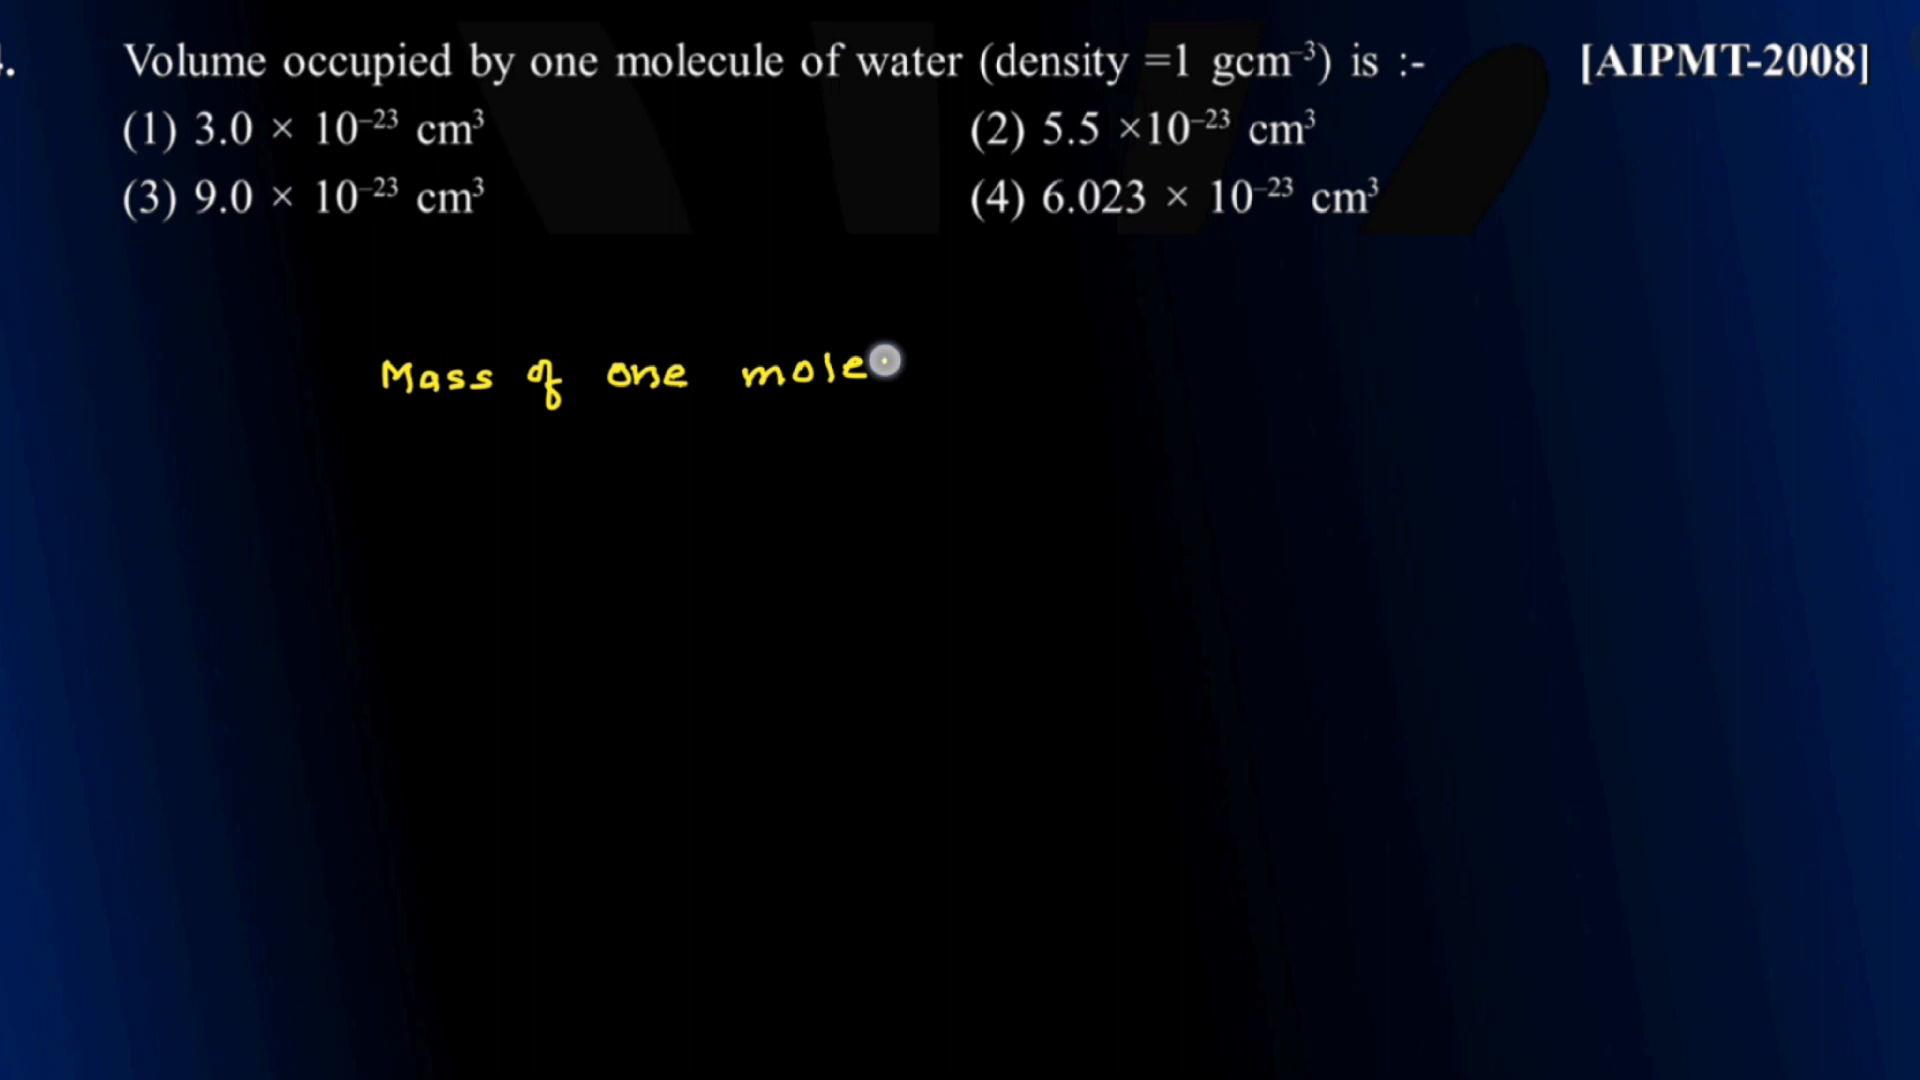 Volume occupied by one molecule of water (density =1 gcm⁻³) is :- [AIPMT-2008]
(1) 3.0 × 10⁻²³ cm³ (2) 5.5 ×10⁻²³ cm³
(3) 9.0 × 10⁻²³ cm³ (4) 6.023 × 10⁻²³ cm³
Mass of one mole